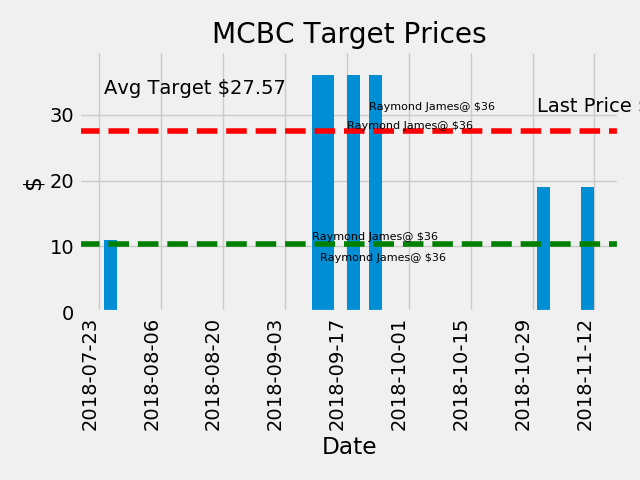 MCBC Target Prices
Avg Target $27.57
Last Price
Raymond James@ $36
Raymond James@ $36
Raymond James@ $36
Raymond James@ $36
$
30
20
10
0
2018-07-23
2018-08-06
2018-08-20
2018-09-03
2018-09-17
2018-10-01
2018-10-15
2018-10-29
2018-11-12
Date